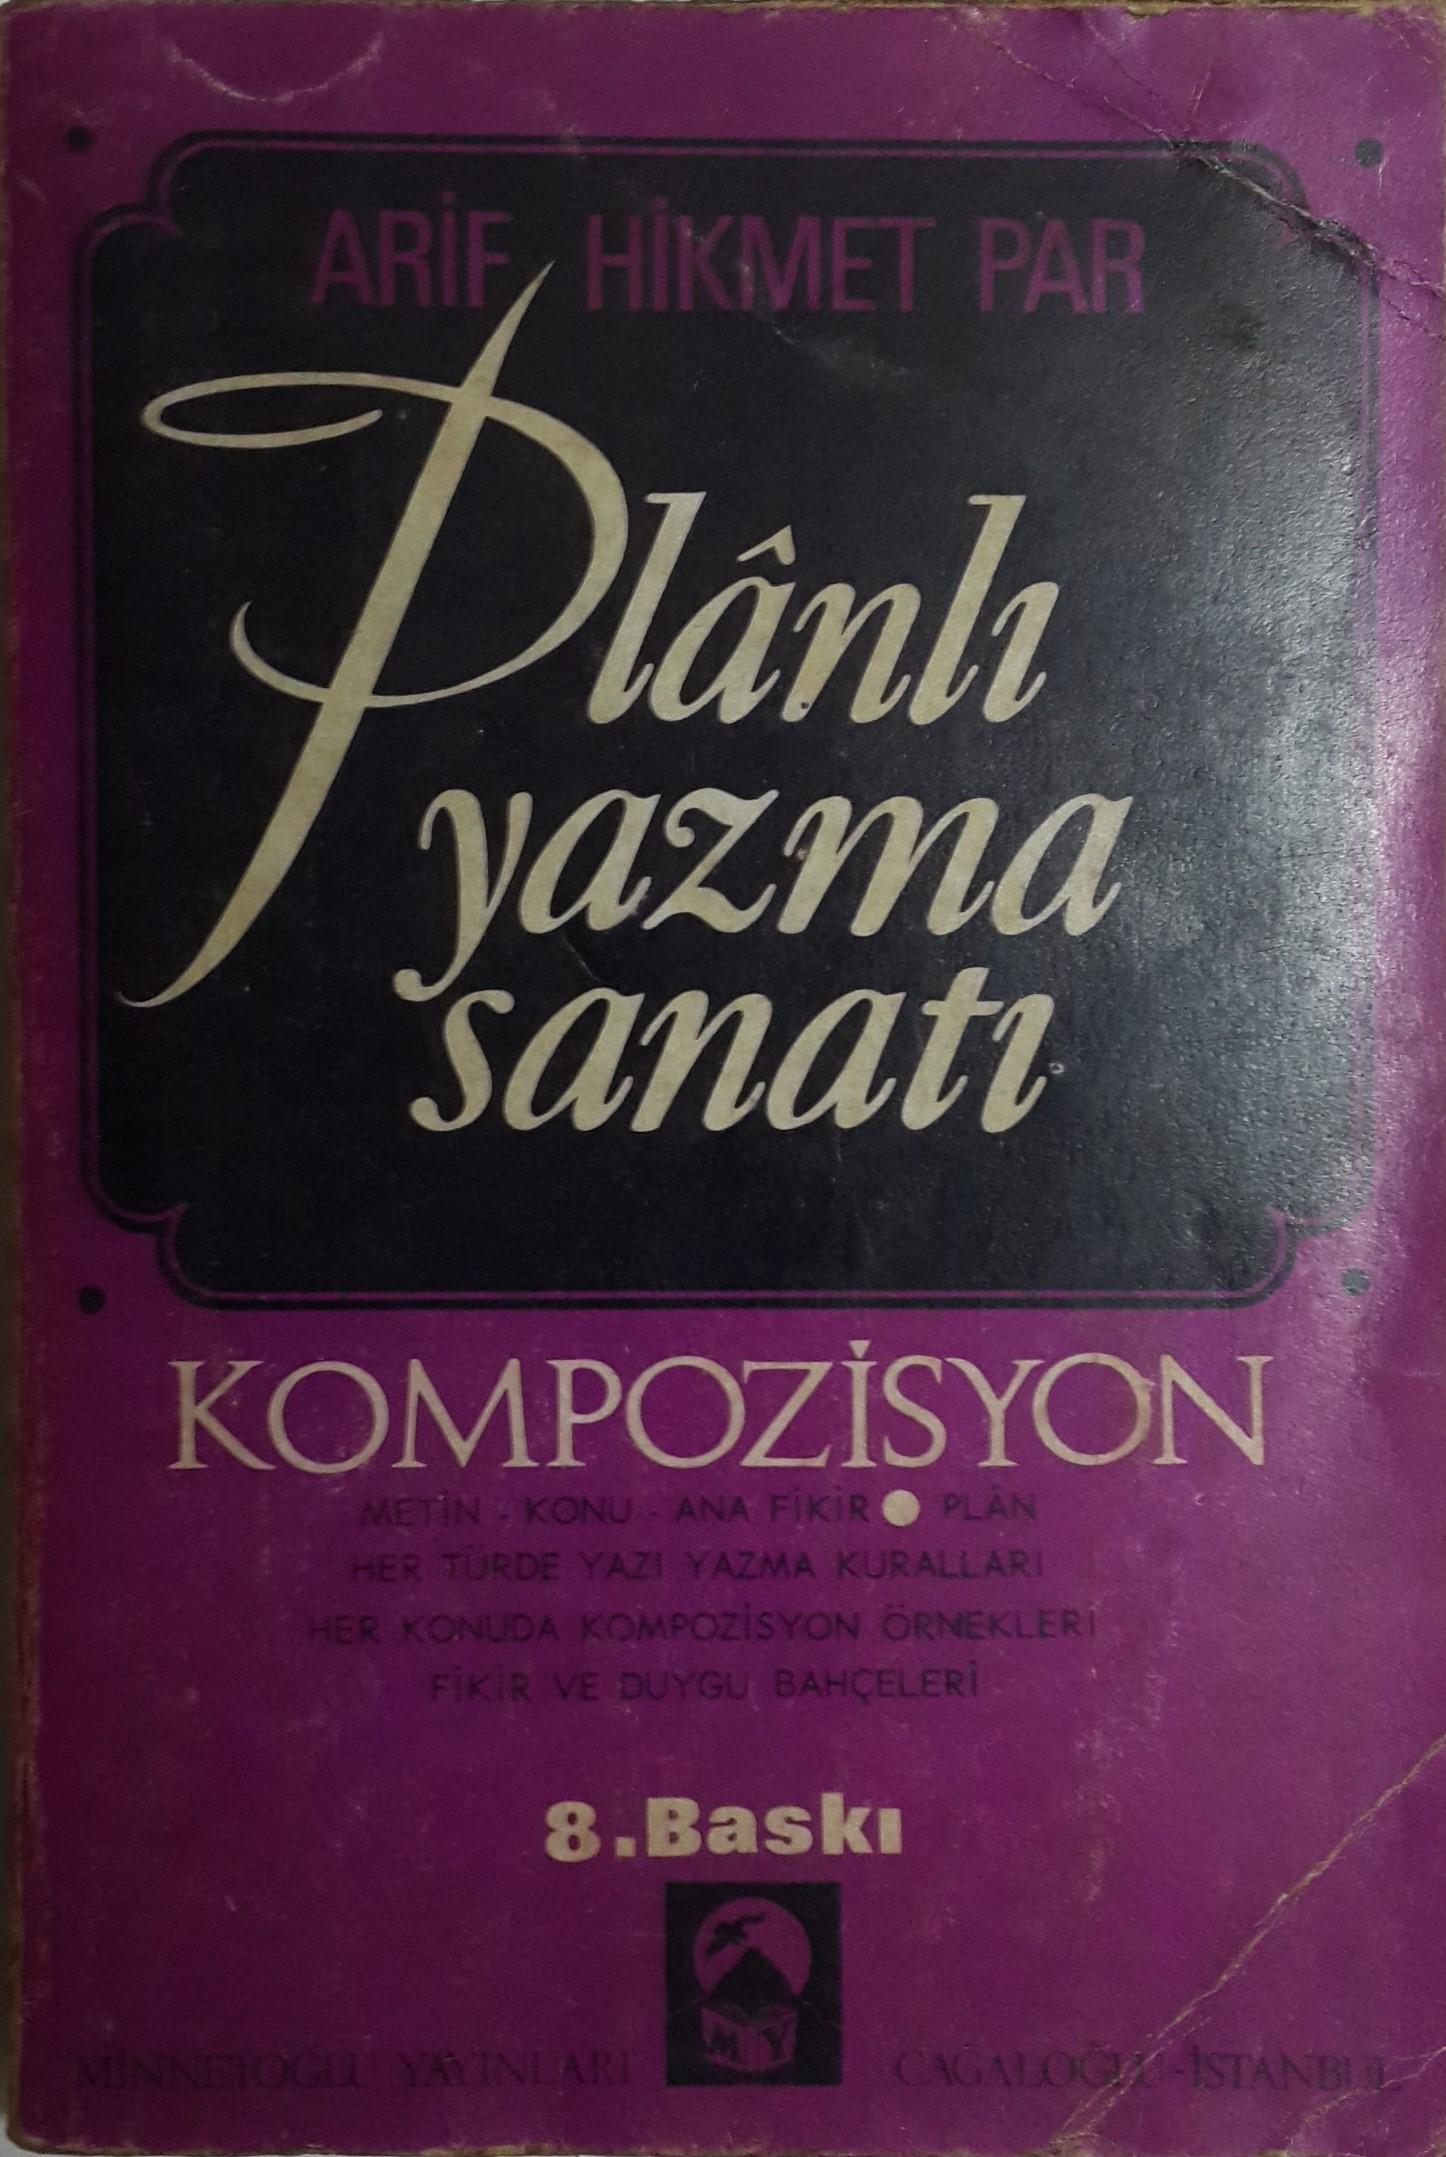 ARİF HİKMET PAR
Plânlı
yazma
sanatı
KOMPOZİSYON
METİN - KONU - ANA FİKİR ● PLÂN
HER TÜRDE YAZI YAZMA KURALLARI
HER KONUDA KOMPOZİSYON ÖRNEKLERİ
FİKİR VE DUYGU BAHÇELERİ
8.Baskı
MY
MİNNETOĞLU YAYINLARI CAĞALOĞLU-İSTANBUL